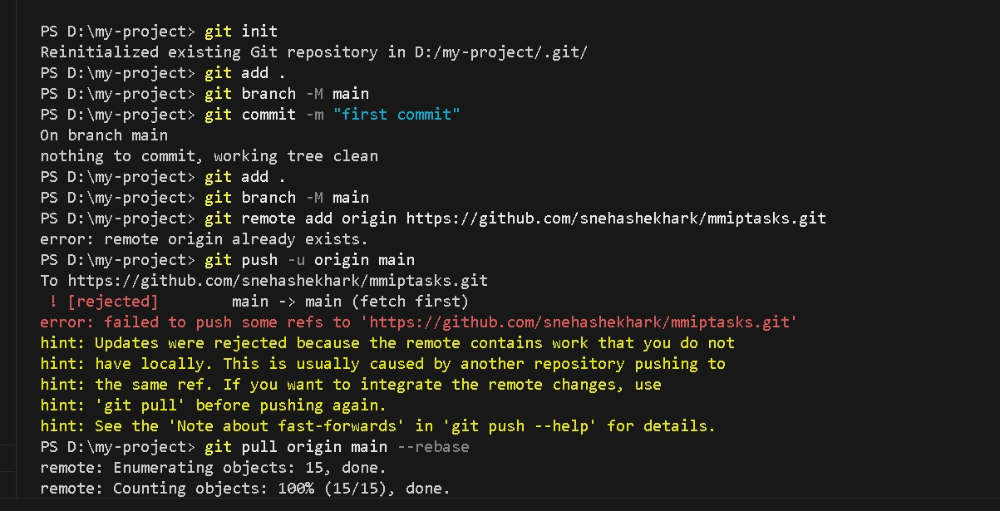 PS D:\my-project> git init
Reinitialized existing Git repository in D:/my-project/.git/
PS D:\my-project> git add .
PS D:\my-project> git branch -M main
PS D:\my-project> git commit -m "first commit"
On branch main
nothing to commit, working tree clean
PS D:\my-project> git add .
PS D:\my-project> git branch -M main
PS D:\my-project> git remote add origin https://github.com/snehashekhark/mmiptasks.git
error: remote origin already exists.
PS D:\my-project> git push -u origin main
To https://github.com/snehashekhark/mmiptasks.git
 ! [rejected]        main -> main (fetch first)
error: failed to push some refs to 'https://github.com/snehashekhark/mmiptasks.git'
hint: Updates were rejected because the remote contains work that you do not
hint: have locally. This is usually caused by another repository pushing to
hint: the same ref. If you want to integrate the remote changes, use
hint: 'git pull' before pushing again.
hint: See the 'Note about fast-forwards' in 'git push --help' for details.
PS D:\my-project> git pull origin main --rebase
remote: Enumerating objects: 15, done.
remote: Counting objects: 100% (15/15), done.